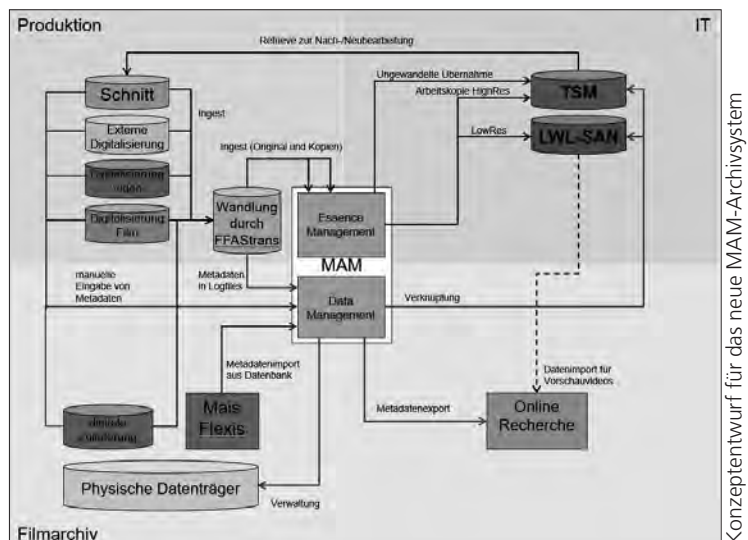 Produktion
IT
Retrieve zur Nach-/Neubearbeitung
Schnitt
Ingest
Externe
Digitalisierung
Digitalisierung
Digitalisierung
Film
Ungewandelte Übernahme
Arbeitskopie HighRes
TSM
LowRes
LWL-SAN
Ingest (Original und Kopien)
Wandlung
durch
FFAStrans
Essence
Management
MAM
Data
Management
manuelle
Eingabe von
Metadaten
Metadaten
in Logfiles
Verknüpfung
Metadatenimport
aus Datenbank
Mais
Flexis
Metadatenexport
Datenimport für
Vorschauvideos
Online
Recherche
Physische Datenträger
Verwaltung
Filmarchiv
Konzeptentwurf für das neue MAM-Archivsystem